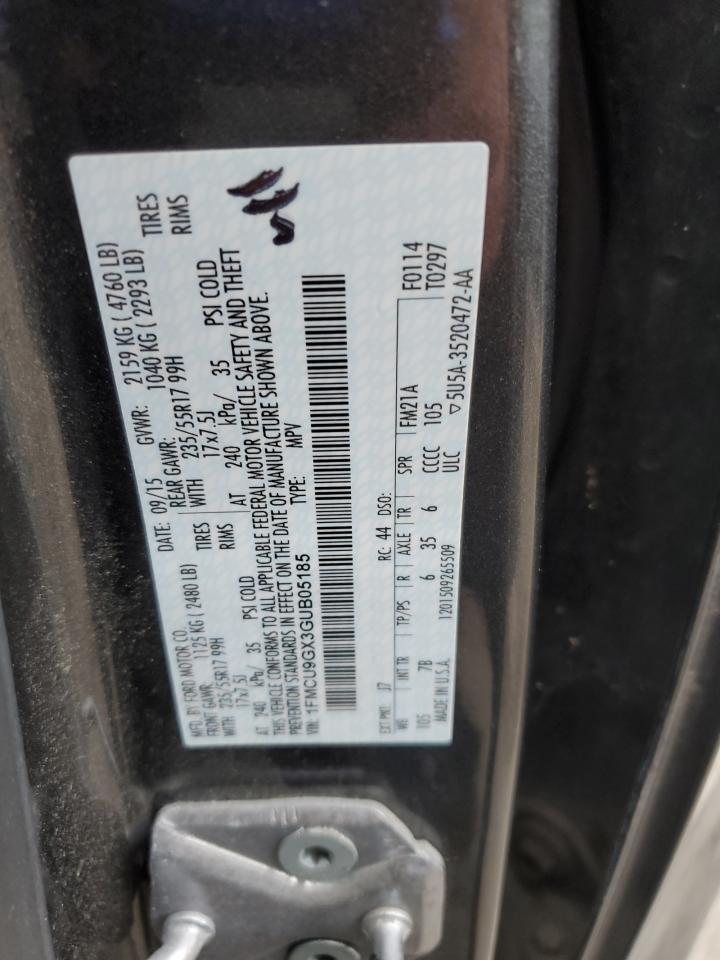 MFD. BY FORD MOTOR CO. DATE: 09/15 GVWR: 2159 KG ( 4760 LB)
FRONT GAWR: 1125 KG ( 2480 LB) REAR GAWR: 1040 KG ( 2293 LB)
WITH 235/55R17 99H TIRES WITH 235/55R17 99H TIRES
17x7.5J RIMS 17x7.5J RIMS
AT 240 kPa/ 35 PSI COLD AT 240 kPa/ 35 PSI COLD
THIS VEHICLE CONFORMS TO ALL APPLICABLE FEDERAL MOTOR VEHICLE SAFETY AND THEFT
PREVENTION STANDARDS IN EFFECT ON THE DATE OF MANUFACTURE SHOWN ABOVE.
VIN: 1FMCU9GX3GUB05185 TYPE: MPV
EXT PNT: J7 RC: 44 DSO: F0114
WB INT TR TP/PS R AXLE TR SPR FM21A T0297
105 7B 6 35 6 CCCC 105 ▽5U5A-3520472-AA
MADE IN U.S.A. 1201509265509 ULC